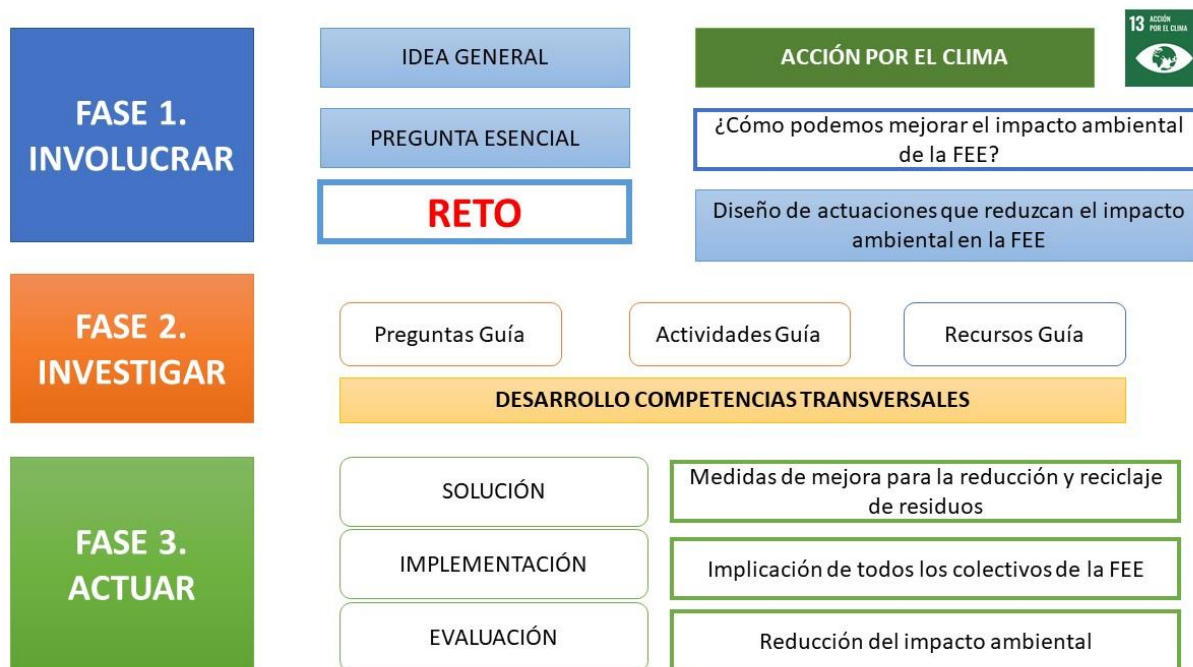 FASE 1.
INVOLUCRAR
IDEA GENERAL
ACCIÓN POR EL CLIMA
13 ACCIÓN
POR EL CLIMA
PREGUNTA ESENCIAL
¿Cómo podemos mejorar el impacto ambiental
de la FEE?
RETO
Diseño de actuaciones que reduzcan el impacto
ambiental en la FEE
FASE 2.
INVESTIGAR
Preguntas Guía
Actividades Guía
Recursos Guía
DESARROLLO COMPETENCIAS TRANSVERSALES
FASE 3.
ACTUAR
SOLUCIÓN
Medidas de mejora para la reducción y reciclaje
de residuos
IMPLEMENTACIÓN
Implicación de todos los colectivos de la FEE
EVALUACIÓN
Reducción del impacto ambiental